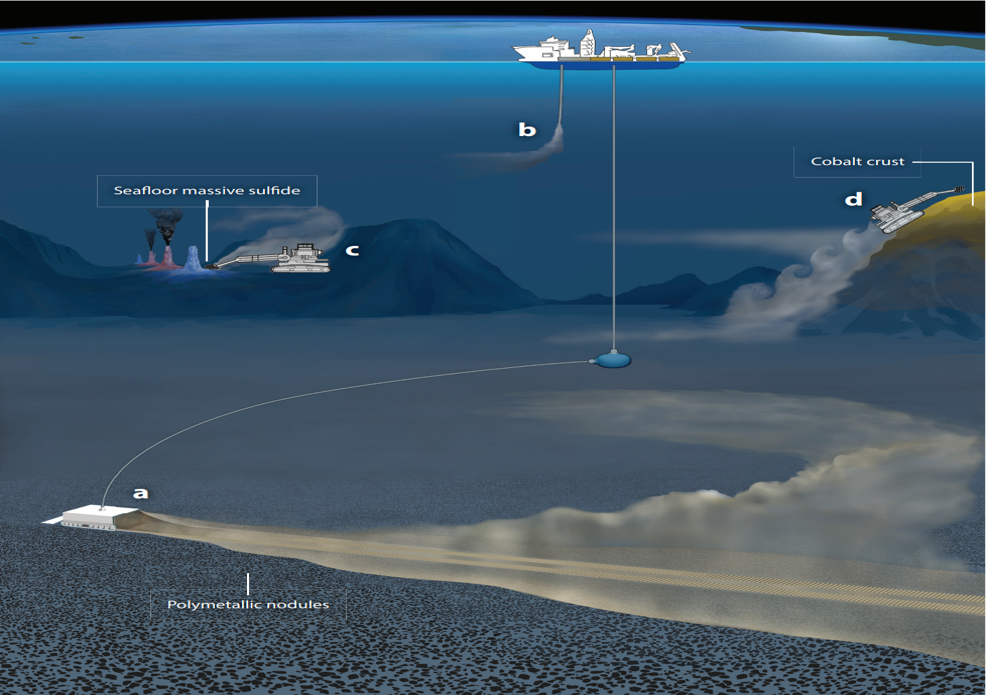 b
Cobalt crust
Seafloor massive sulfide
d
c
a
Polymetallic nodules